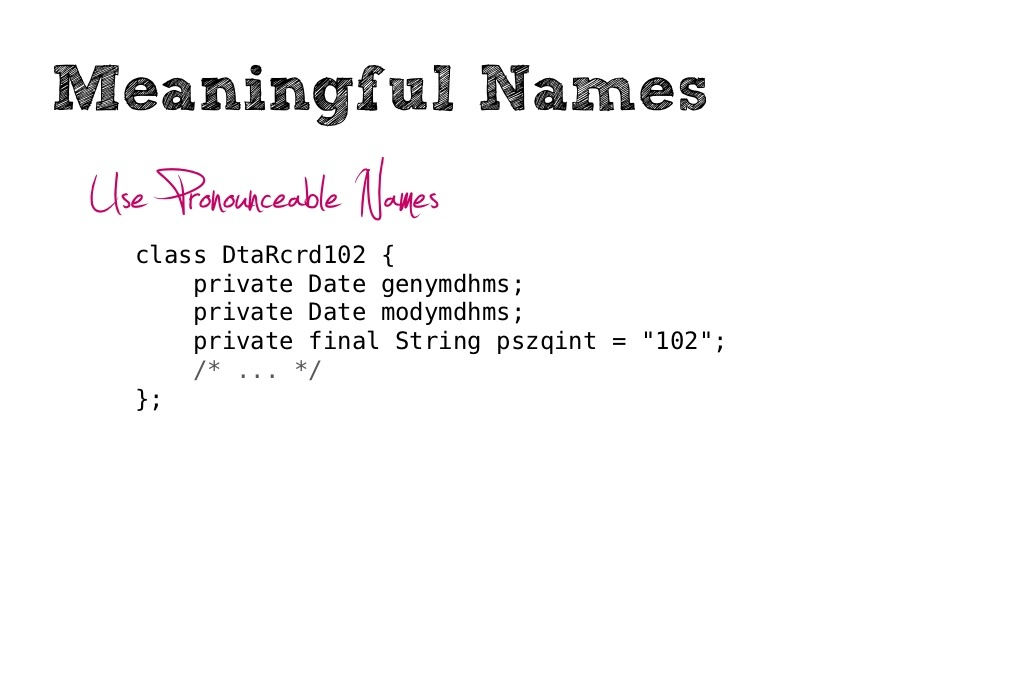 Meaningful Names
Use Pronounceable Names
class DtaRcrd102 {
    private Date genymdhms;
    private Date modymdhms;
    private final String pszqint = "102";
    /* ... */
};